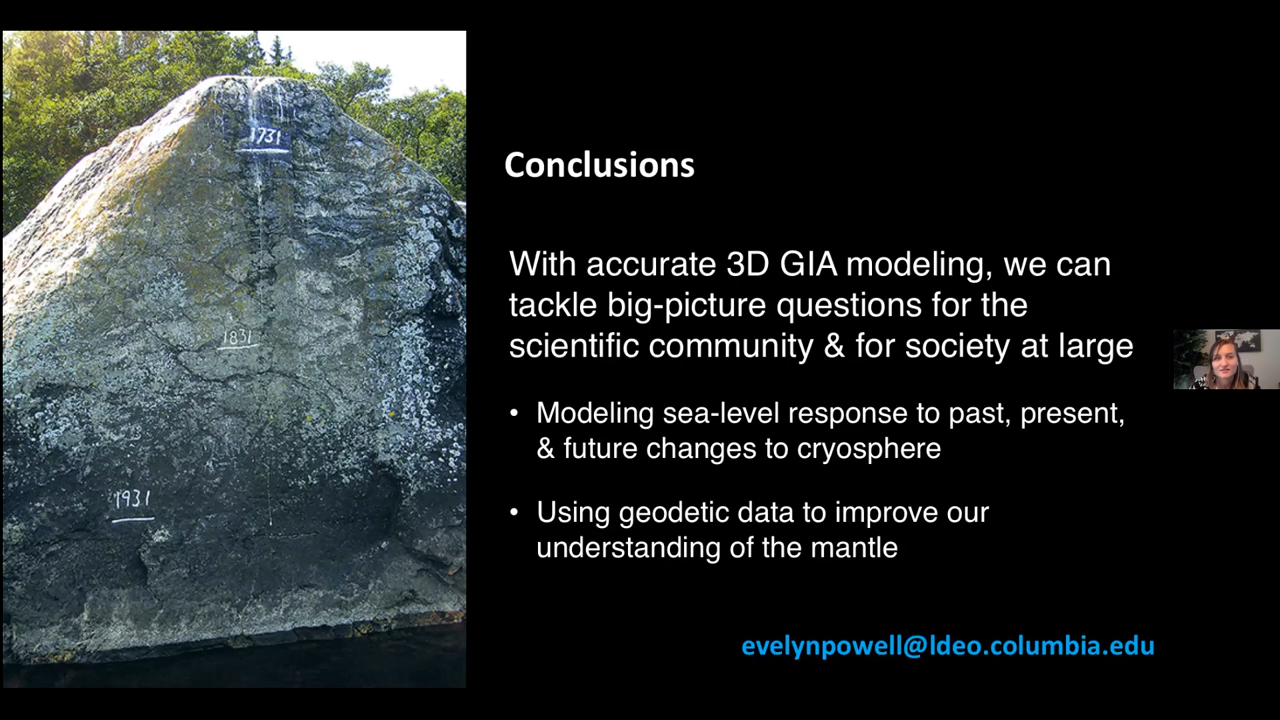 1731
1831
1931
Conclusions
With accurate 3D GIA modeling, we can
tackle big-picture questions for the
scientific community & for society at large
• Modeling sea-level response to past, present,
& future changes to cryosphere
• Using geodetic data to improve our
understanding of the mantle
evelynpowell@ldeo.columbia.edu